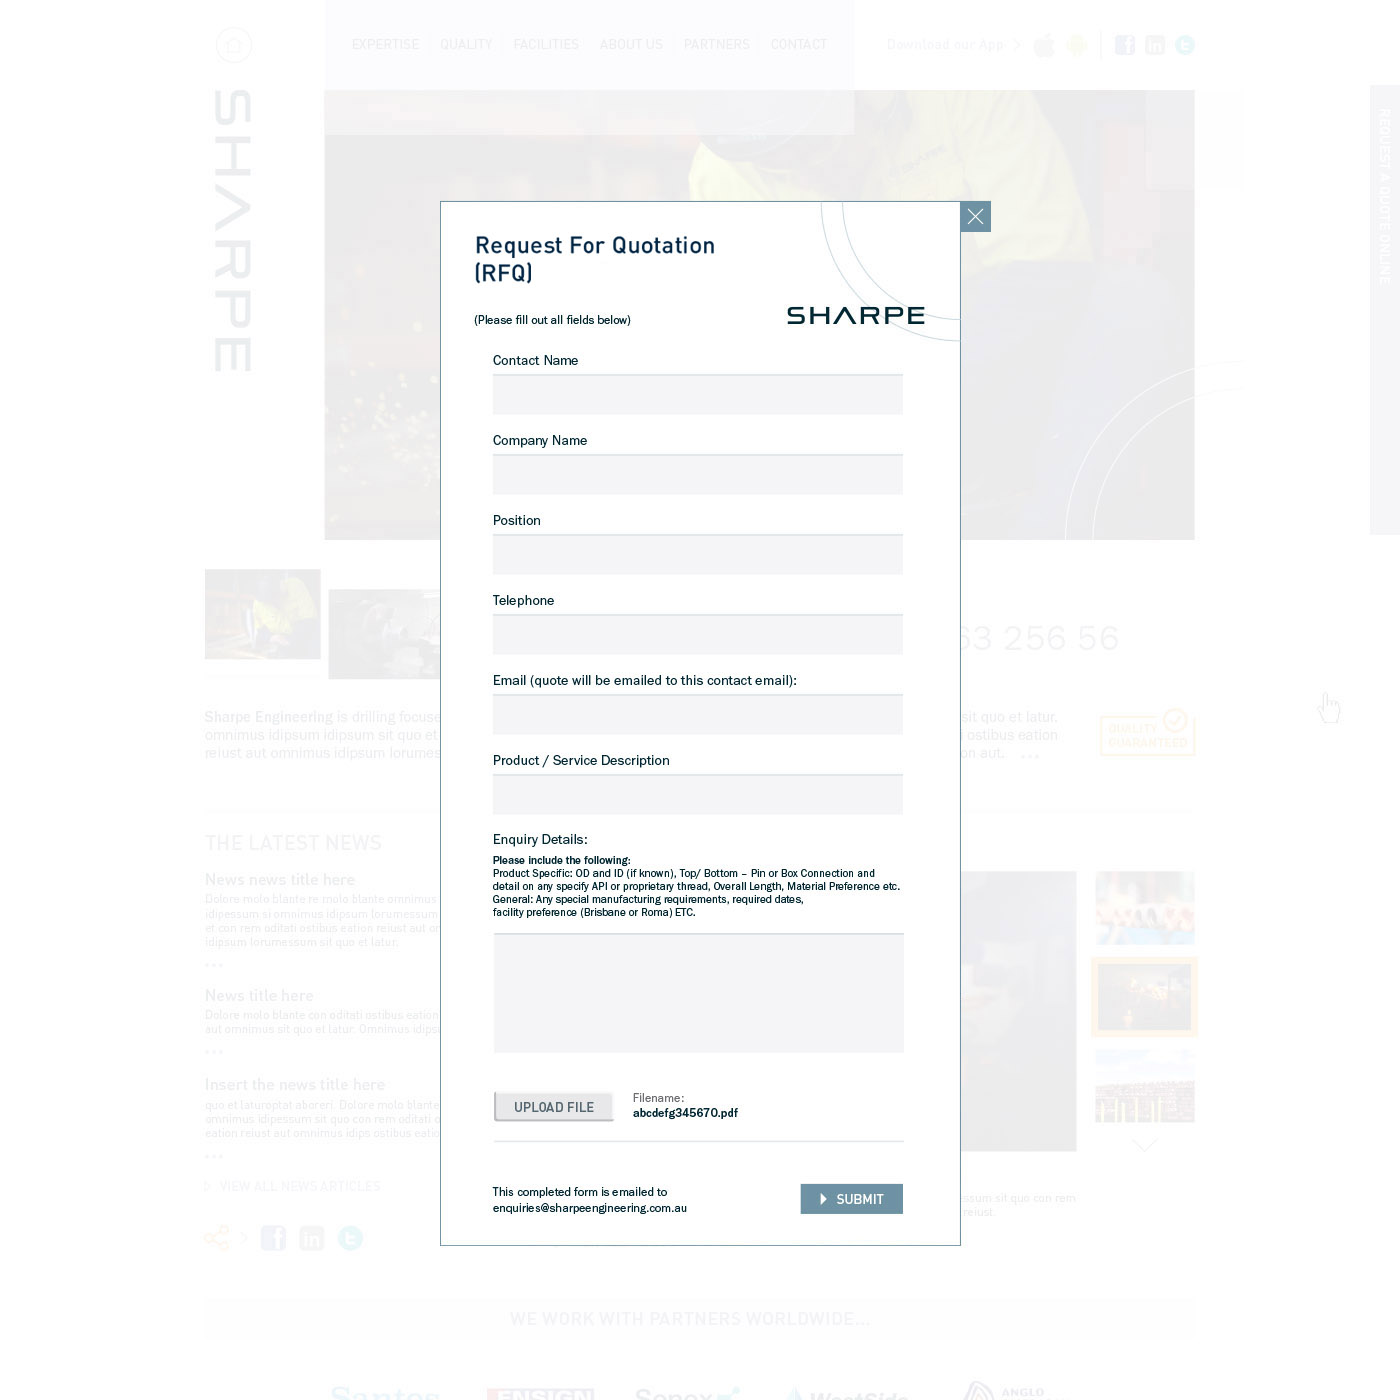 EXPERTISE
QUALITY
FACILITIES
ABOUT US
PARTNERS
CONTACT
Download our App
SHARPE
REQUEST A QUOTE ONLINE
Request For Quotation
(RFQ)
(Please fill out all fields below)
SHARPE
Contact Name
Company Name
Position
Telephone
Email (quote will be emailed to this contact email):
Product / Service Description
Enquiry Details:
Please include the following:
Product Specific: OD and ID (if known), Top/ Bottom – Pin or Box Connection and
detail on any specify API or proprietary thread, Overall Length, Material Preference etc.
General: Any special manufacturing requirements, required dates,
facility preference (Brisbane or Roma) ETC.
UPLOAD FILE
Filename:
abcdefg345670.pdf
This completed form is emailed to
enquiries@sharpeengineering.com.au
SUBMIT
63 256 56
Sharpe Engineering is drilling focuse
omnimus idipsum idipsum sit quo et
reiust aut omnimus idipsum lorumes
sit quo et latur.
ostibus eation
on aut.
QUALITY
GUARANTEED
THE LATEST NEWS
News news title here
Dolore molo blante re molo blante omnimus
idipessum si omnimus idipsum lorumessum
et con rem oditati ostibus eation reiust aut
idipsum lorumassum sit quo et latur.
News title here
Dolore molo blante con oditati ostibus eation
aut omnimus sit quo et latur. Omnimus idips
Insert the news title here
quo et laturoptat aboreri. Dolore molo blante
omnimus idipessum sit quo con rem oditati
eation reiust aut omnimus idips ostibus eatio
VIEW ALL NEWS ARTICLES
ssum sit quo con rem
reiust.
WE WORK WITH PARTNERS WORLDWIDE...
Santos
ENSIGN
Senex
WestSide
ANGLO